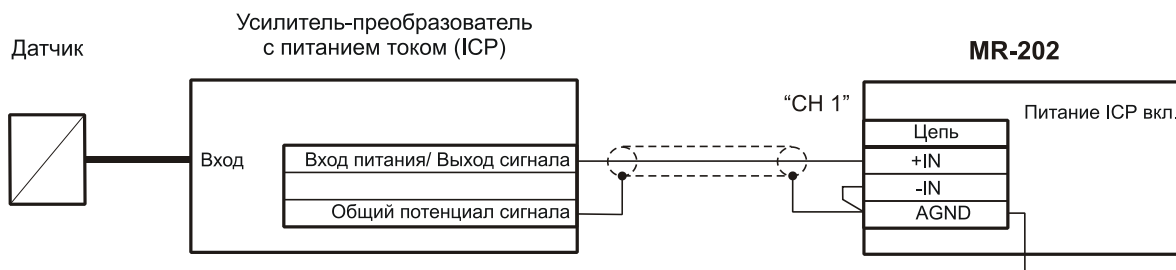 Усилитель-преобразователь
с питанием током (ICP)
Датчик
MR-202
“CH 1”
Питание ICP вкл.
Цепь
Вход
Вход питания/ Выход сигнала
+IN
-IN
Общий потенциал сигнала
AGND